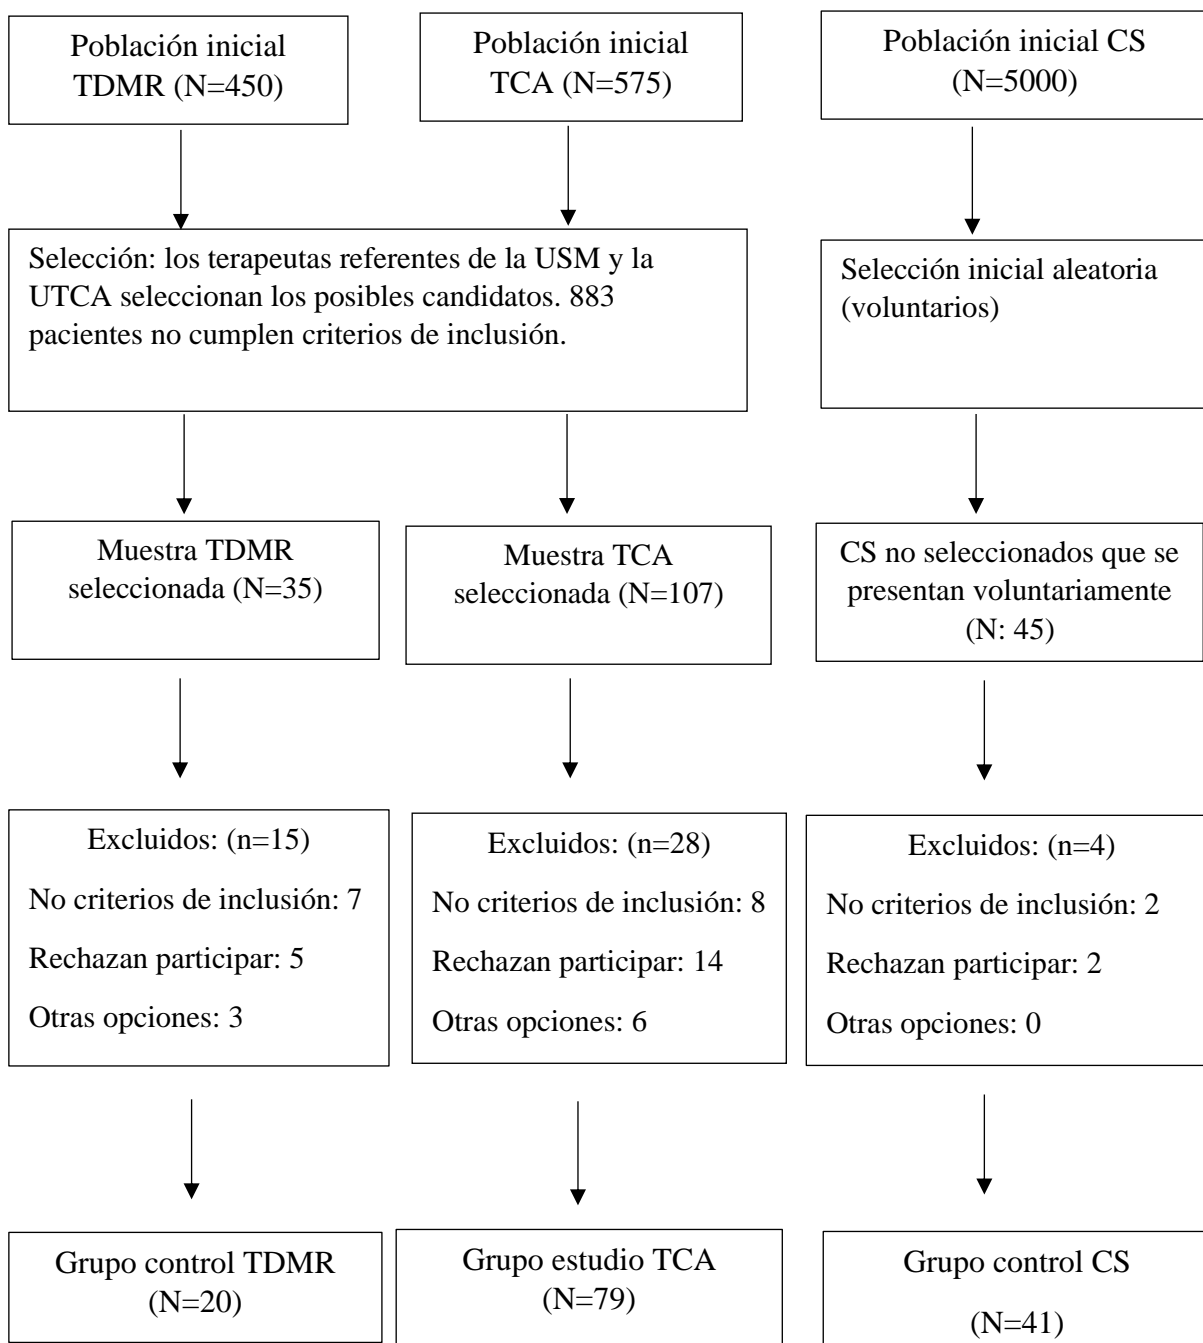 Población inicial
TDMR (N=450)
Población inicial
TCA (N=575)
Población inicial CS
(N=5000)
Selección: los terapeutas referentes de la USM y la
UTCA seleccionan los posibles candidatos. 883
pacientes no cumplen criterios de inclusión.
Selección inicial aleatoria
(voluntarios)
Muestra TDMR
seleccionada (N=35)
Muestra TCA
seleccionada (N=107)
CS no seleccionados que se
presentan voluntariamente
(N: 45)
Excluidos: (n=15)
No criterios de inclusión: 7
Rechazan participar: 5
Otras opciones: 3
Excluidos: (n=28)
No criterios de inclusión: 8
Rechazan participar: 14
Otras opciones: 6
Excluidos: (n=4)
No criterios de inclusión: 2
Rechazan participar: 2
Otras opciones: 0
Grupo control TDMR
(N=20)
Grupo estudio TCA
(N=79)
Grupo control CS
(N=41)